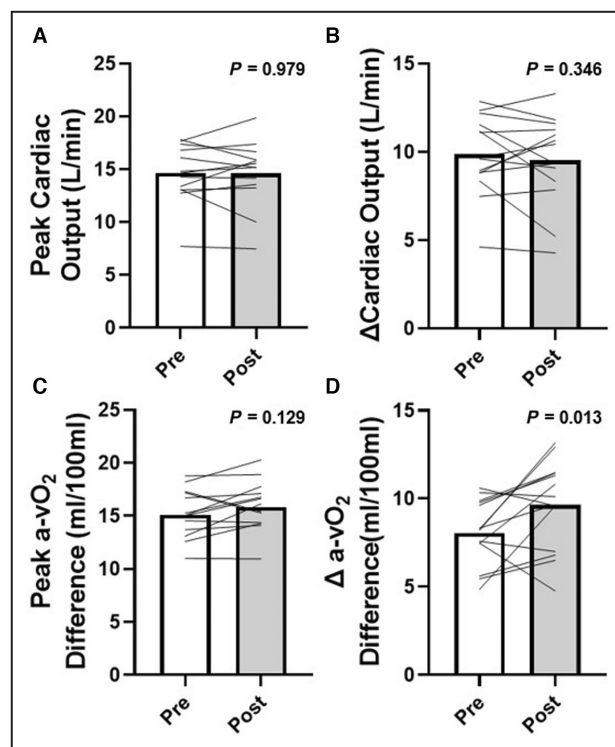 A
Peak Cardiac
Output (L/min)
25
20
15
10
5
0
P = 0.979
Pre
Post
B
ΔCardiac Output (L/min)
15
10
5
0
P = 0.346
Pre
Post
C
Peak a-vO₂
Difference (ml/100ml)
25
20
15
10
5
0
P = 0.129
Pre
Post
D
Δ a-vO₂
Difference(ml/100ml)
15
10
5
0
P = 0.013
Pre
Post